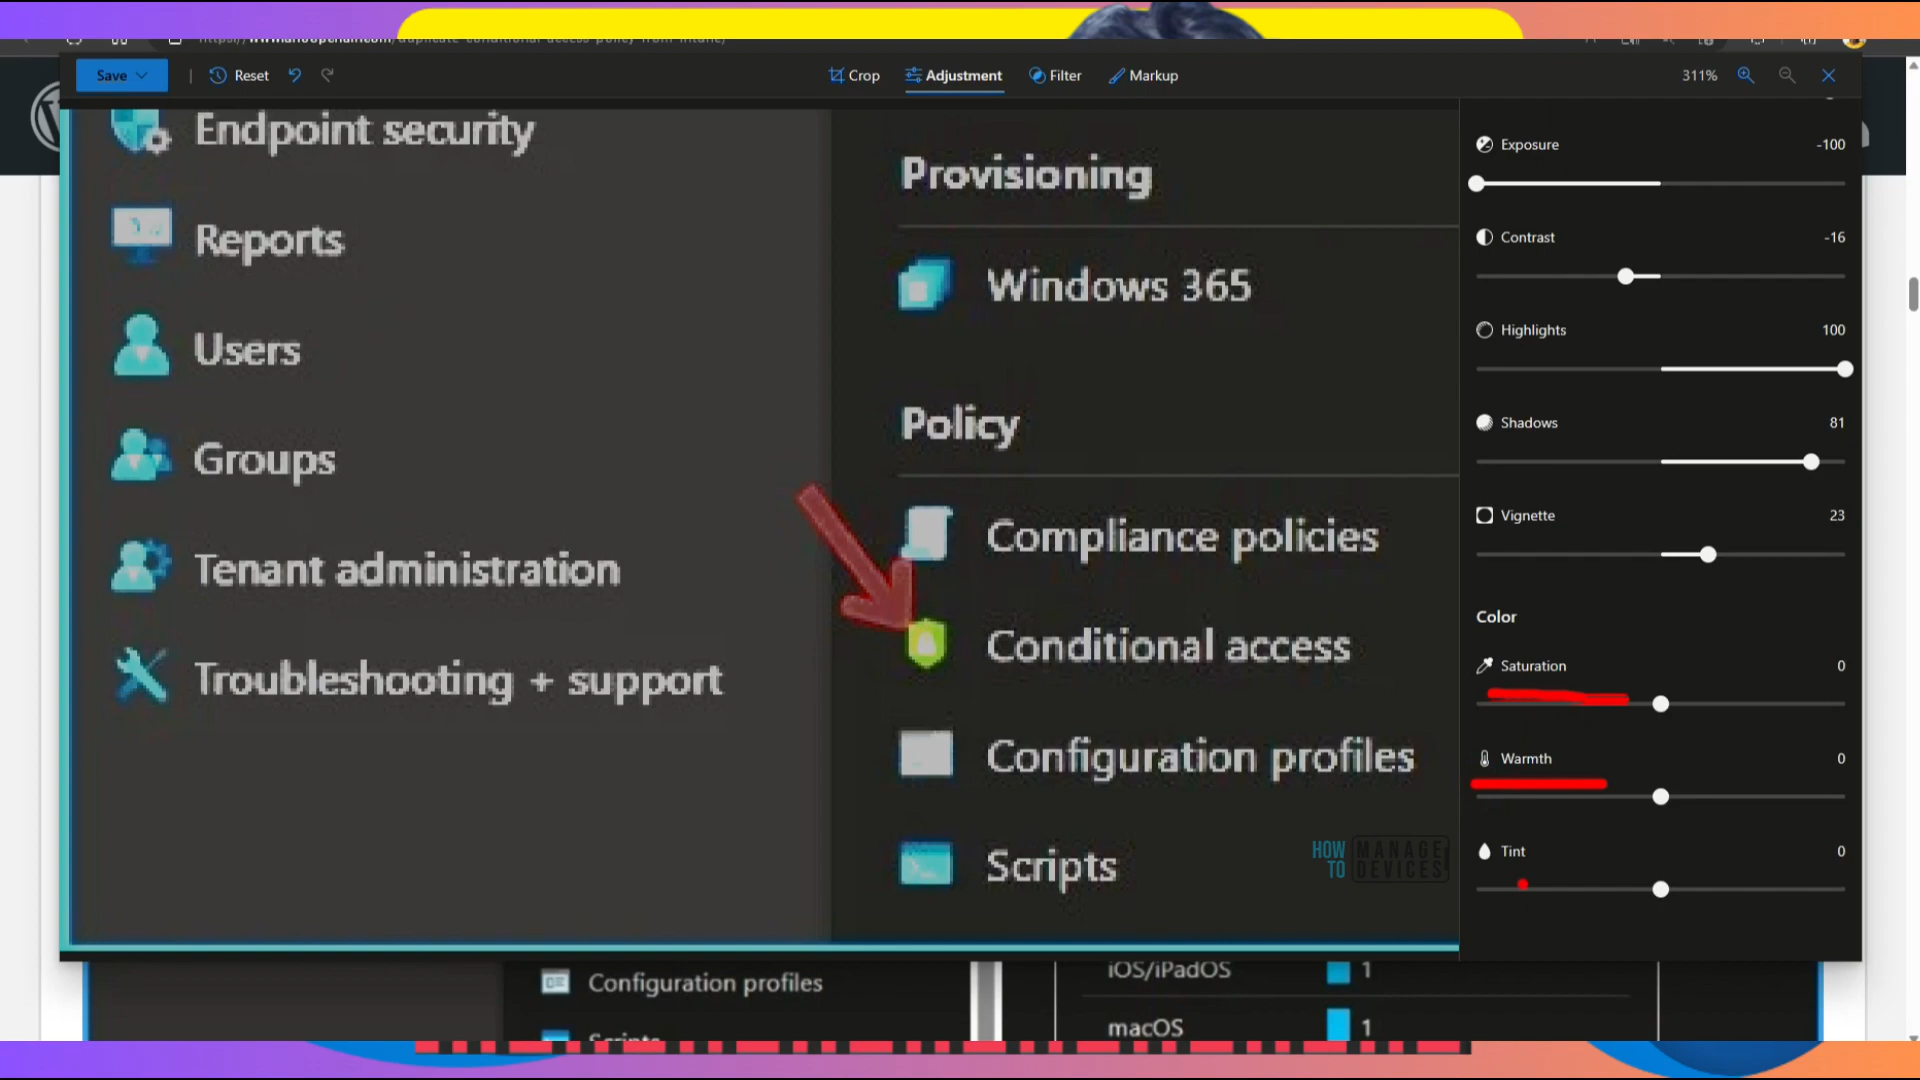 Save
Reset
Crop
Adjustment
Filter
Markup
311%
Endpoint security
Reports
Users
Groups
Tenant administration
Troubleshooting + support
Provisioning
Windows 365
Policy
Compliance policies
Conditional access
Configuration profiles
Scripts
HOW TO MANAGE DEVICES
Exposure -100
Contrast -16
Highlights 100
Shadows 81
Vignette 23
Color
Saturation 0
Warmth 0
Tint 0
Configuration profiles
iOS/iPadOS 1
macOS 1